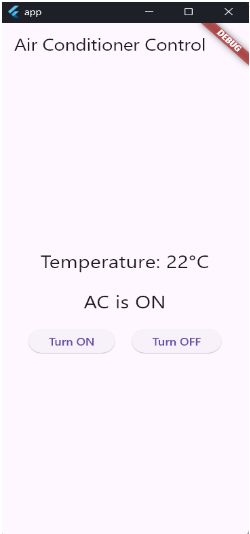 app
DEBUG
Air Conditioner Control
Temperature: 22°C
AC is ON
Turn ON Turn OFF